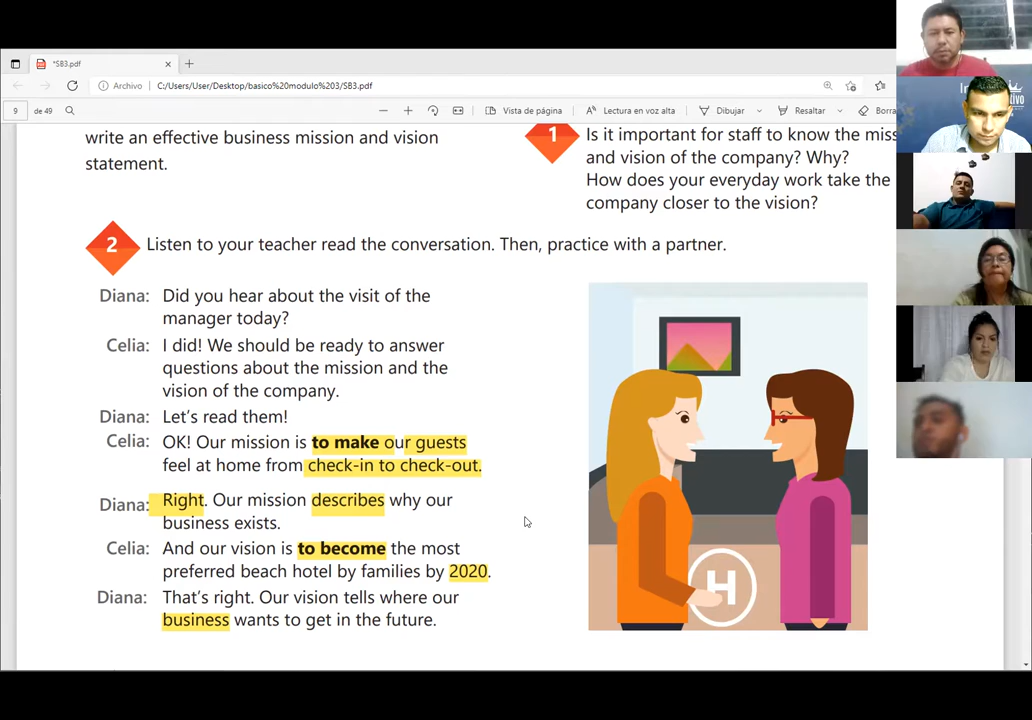 *SB3.pdf
Archivo C:/Users/User/Desktop/basico%20modulo%203/SB3.pdf
9 de 49 Vista de página Lectura en voz alta Dibujar Resaltar Borra
write an effective business mission and vision
statement.
1 Is it important for staff to know the miss
and vision of the company? Why?
How does your everyday work take the
company closer to the vision?
2 Listen to your teacher read the conversation. Then, practice with a partner.
Diana: Did you hear about the visit of the
manager today?
Celia: I did! We should be ready to answer
questions about the mission and the
vision of the company.
Diana: Let's read them!
Celia: OK! Our mission is to make our guests
feel at home from check-in to check-out.
Diana: Right. Our mission describes why our
business exists.
Celia: And our vision is to become the most
preferred beach hotel by families by 2020.
Diana: That's right. Our vision tells where our
business wants to get in the future.
H